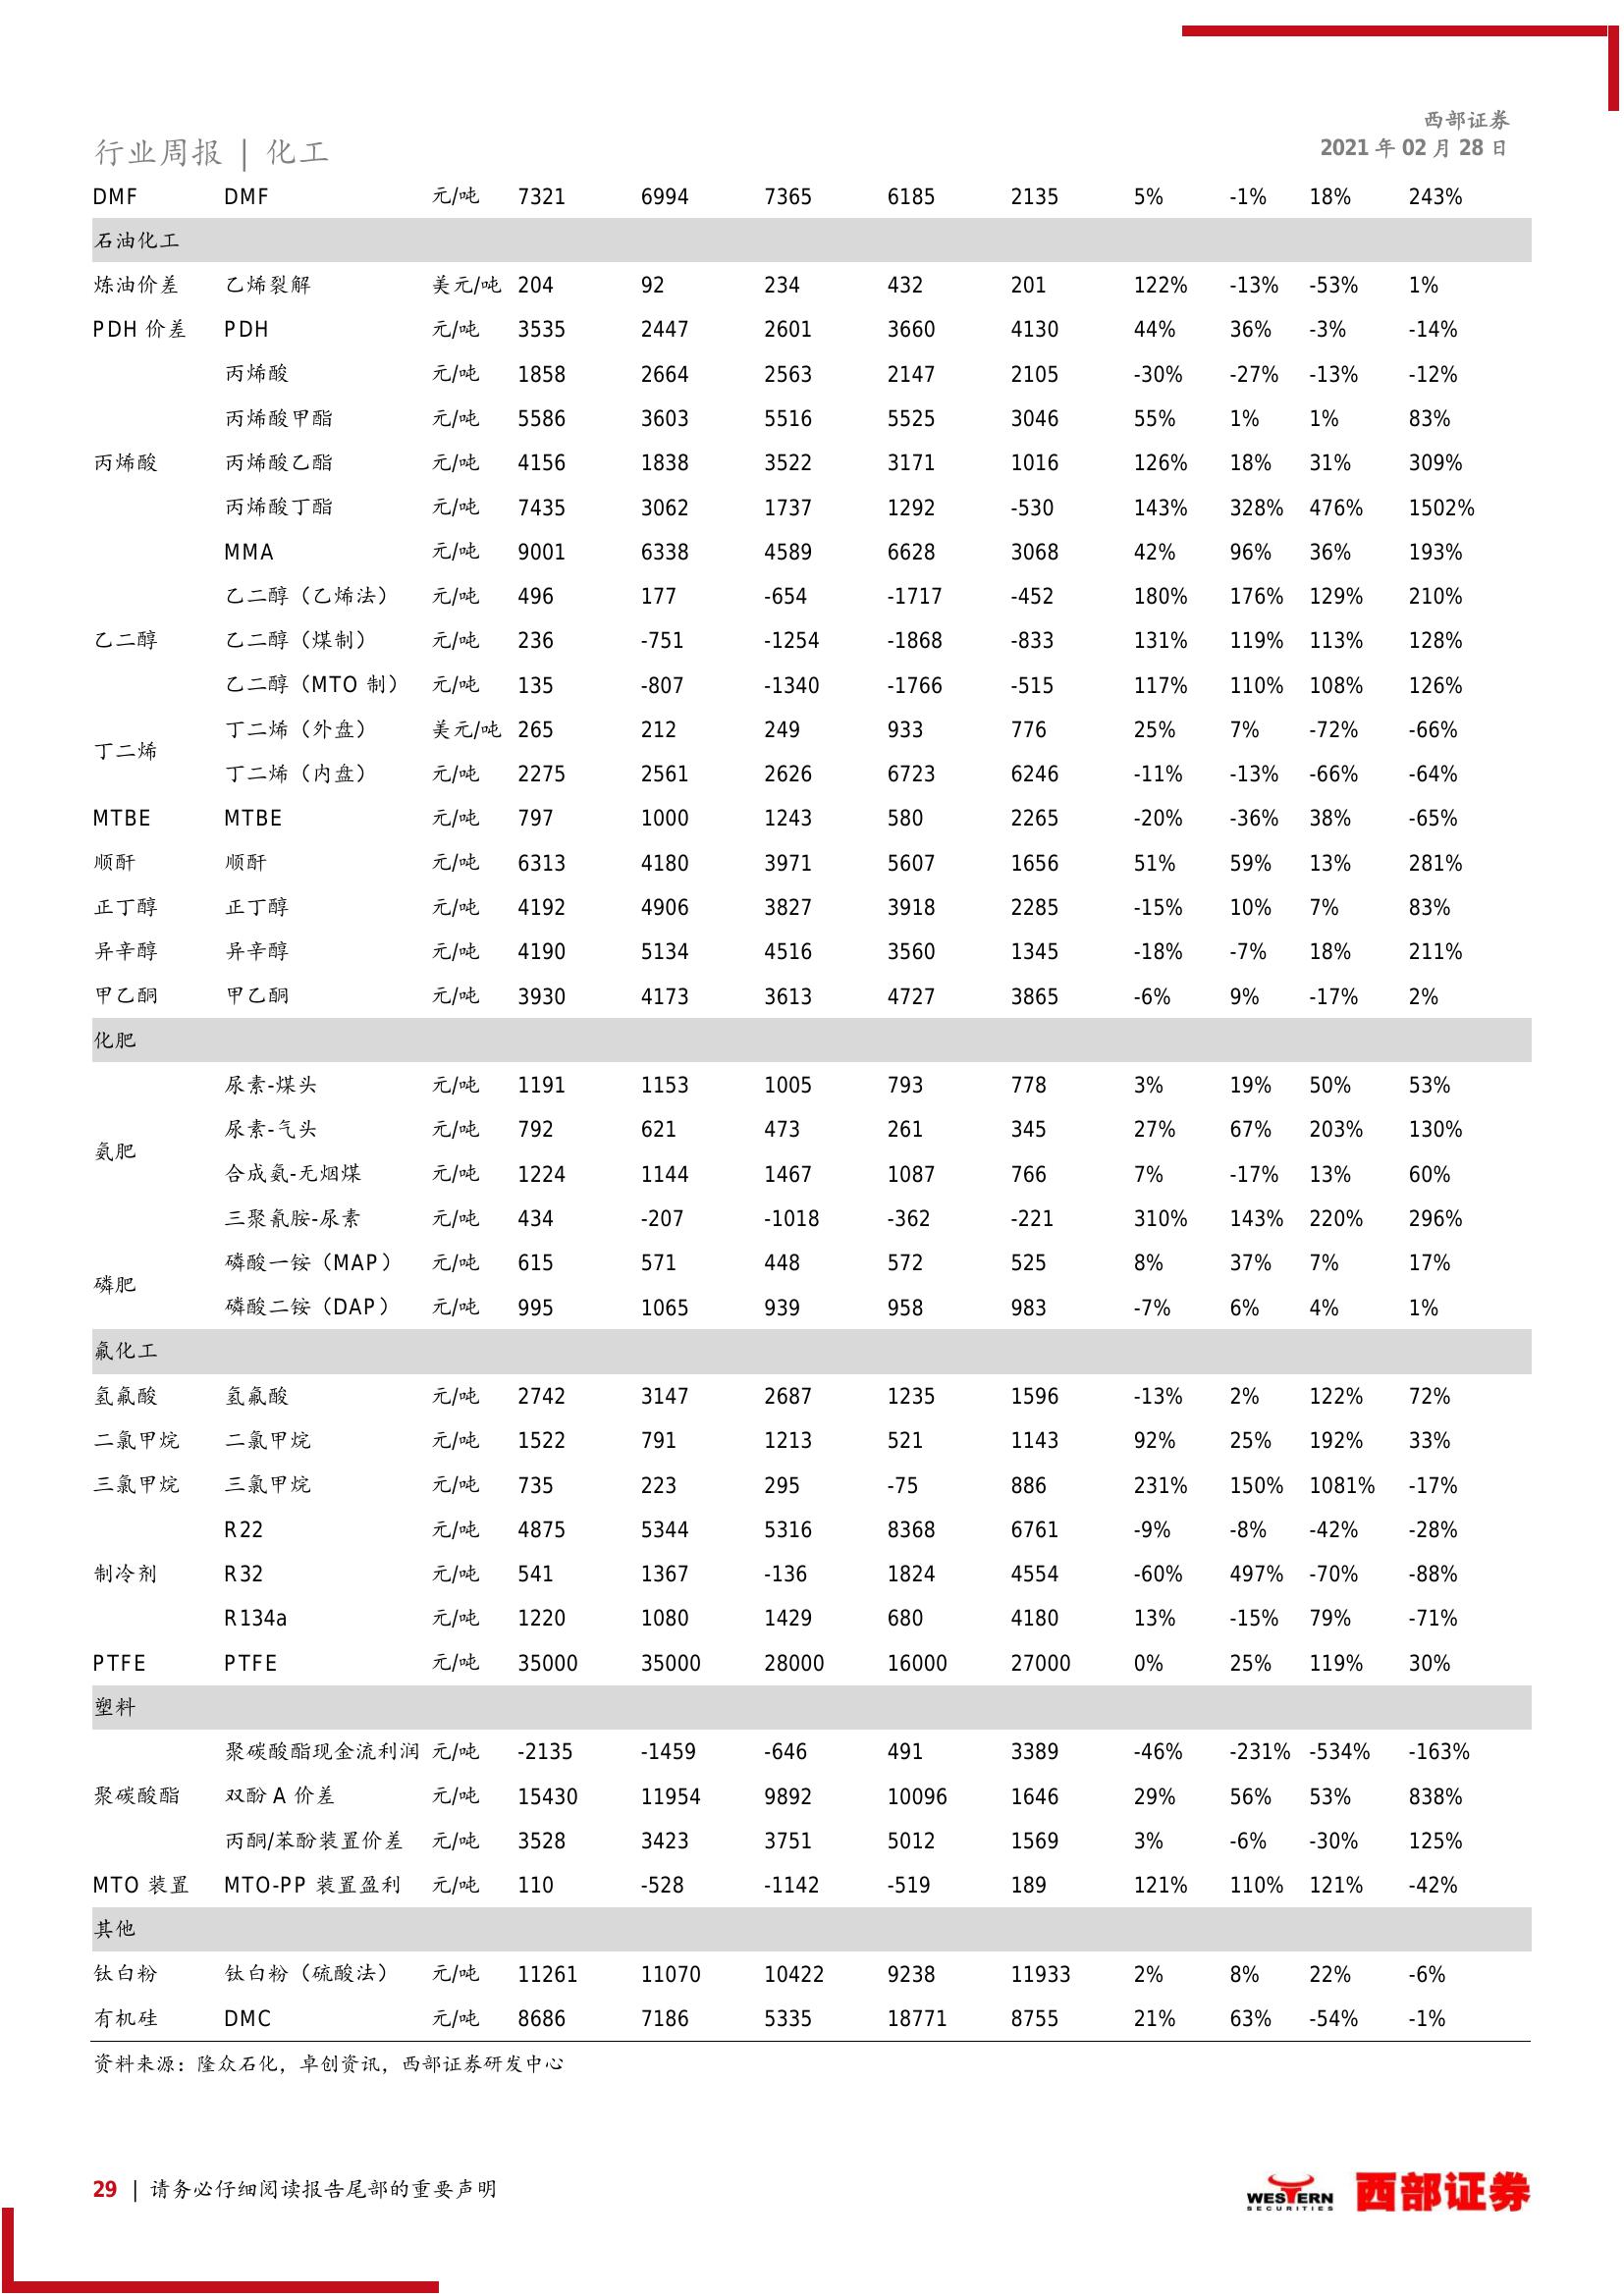 西部证券
行业周报 | 化工
2021 年 02 月 28 日
DMF DMF 元/吨 7321 6994 7365 6185 2135 5% -1% 18% 243%
石油化工
炼油价差 乙烯裂解 美元/吨 204 92 234 432 201 122% -13% -53% 1%
PDH 价差 PDH 元/吨 3535 2447 2601 3660 4130 44% 36% -3% -14%
丙烯酸 元/吨 1858 2664 2563 2147 2105 -30% -27% -13% -12%
丙烯酸甲酯 元/吨 5586 3603 5516 5525 3046 55% 1% 1% 83%
丙烯酸 丙烯酸乙酯 元/吨 4156 1838 3522 3171 1016 126% 18% 31% 309%
丙烯酸丁酯 元/吨 7435 3062 1737 1292 -530 143% 328% 476% 1502%
MMA 元/吨 9001 6338 4589 6628 3068 42% 96% 36% 193%
乙二醇（乙烯法） 元/吨 496 177 -654 -1717 -452 180% 176% 129% 210%
乙二醇 乙二醇（煤制） 元/吨 236 -751 -1254 -1868 -833 131% 119% 113% 128%
乙二醇（MTO 制） 元/吨 135 -807 -1340 -1766 -515 117% 110% 108% 126%
丁二烯（外盘） 美元/吨 265 212 249 933 776 25% 7% -72% -66%
丁二烯
丁二烯（内盘） 元/吨 2275 2561 2626 6723 6246 -11% -13% -66% -64%
MTBE MTBE 元/吨 797 1000 1243 580 2265 -20% -36% 38% -65%
顺酐 顺酐 元/吨 6313 4180 3971 5607 1656 51% 59% 13% 281%
正丁醇 正丁醇 元/吨 4192 4906 3827 3918 2285 -15% 10% 7% 83%
异辛醇 异辛醇 元/吨 4190 5134 4516 3560 1345 -18% -7% 18% 211%
甲乙酮 甲乙酮 元/吨 3930 4173 3613 4727 3865 -6% 9% -17% 2%
化肥
尿素-煤头 元/吨 1191 1153 1005 793 778 3% 19% 50% 53%
尿素-气头 元/吨 792 621 473 261 345 27% 67% 203% 130%
氨肥
合成氨-无烟煤 元/吨 1224 1144 1467 1087 766 7% -17% 13% 60%
三聚氰胺-尿素 元/吨 434 -207 -1018 -362 -221 310% 143% 220% 296%
磷酸一铵（MAP） 元/吨 615 571 448 572 525 8% 37% 7% 17%
磷肥
磷酸二铵（DAP） 元/吨 995 1065 939 958 983 -7% 6% 4% 1%
氟化工
氢氟酸 氢氟酸 元/吨 2742 3147 2687 1235 1596 -13% 2% 122% 72%
二氯甲烷 二氯甲烷 元/吨 1522 791 1213 521 1143 92% 25% 192% 33%
三氯甲烷 三氯甲烷 元/吨 735 223 295 -75 886 231% 150% 1081% -17%
R22 元/吨 4875 5344 5316 8368 6761 -9% -8% -42% -28%
制冷剂 R32 元/吨 541 1367 -136 1824 4554 -60% 497% -70% -88%
R134a 元/吨 1220 1080 1429 680 4180 13% -15% 79% -71%
PTFE PTFE 元/吨 35000 35000 28000 16000 27000 0% 25% 119% 30%
塑料
聚碳酸酯现金流利润 元/吨 -2135 -1459 -646 491 3389 -46% -231% -534% -163%
聚碳酸酯 双酚 A 价差 元/吨 15430 11954 9892 10096 1646 29% 56% 53% 838%
丙酮/苯酚装置价差 元/吨 3528 3423 3751 5012 1569 3% -6% -30% 125%
MTO 装置 MTO-PP 装置盈利 元/吨 110 -528 -1142 -519 189 121% 110% 121% -42%
其他
钛白粉 钛白粉（硫酸法） 元/吨 11261 11070 10422 9238 11933 2% 8% 22% -6%
有机硅 DMC 元/吨 8686 7186 5335 18771 8755 21% 63% -54% -1%
资料来源：隆众石化，卓创资讯，西部证券研发中心
29 | 请务必仔细阅读报告尾部的重要声明
WESTERN
SECURITIES
西部证券